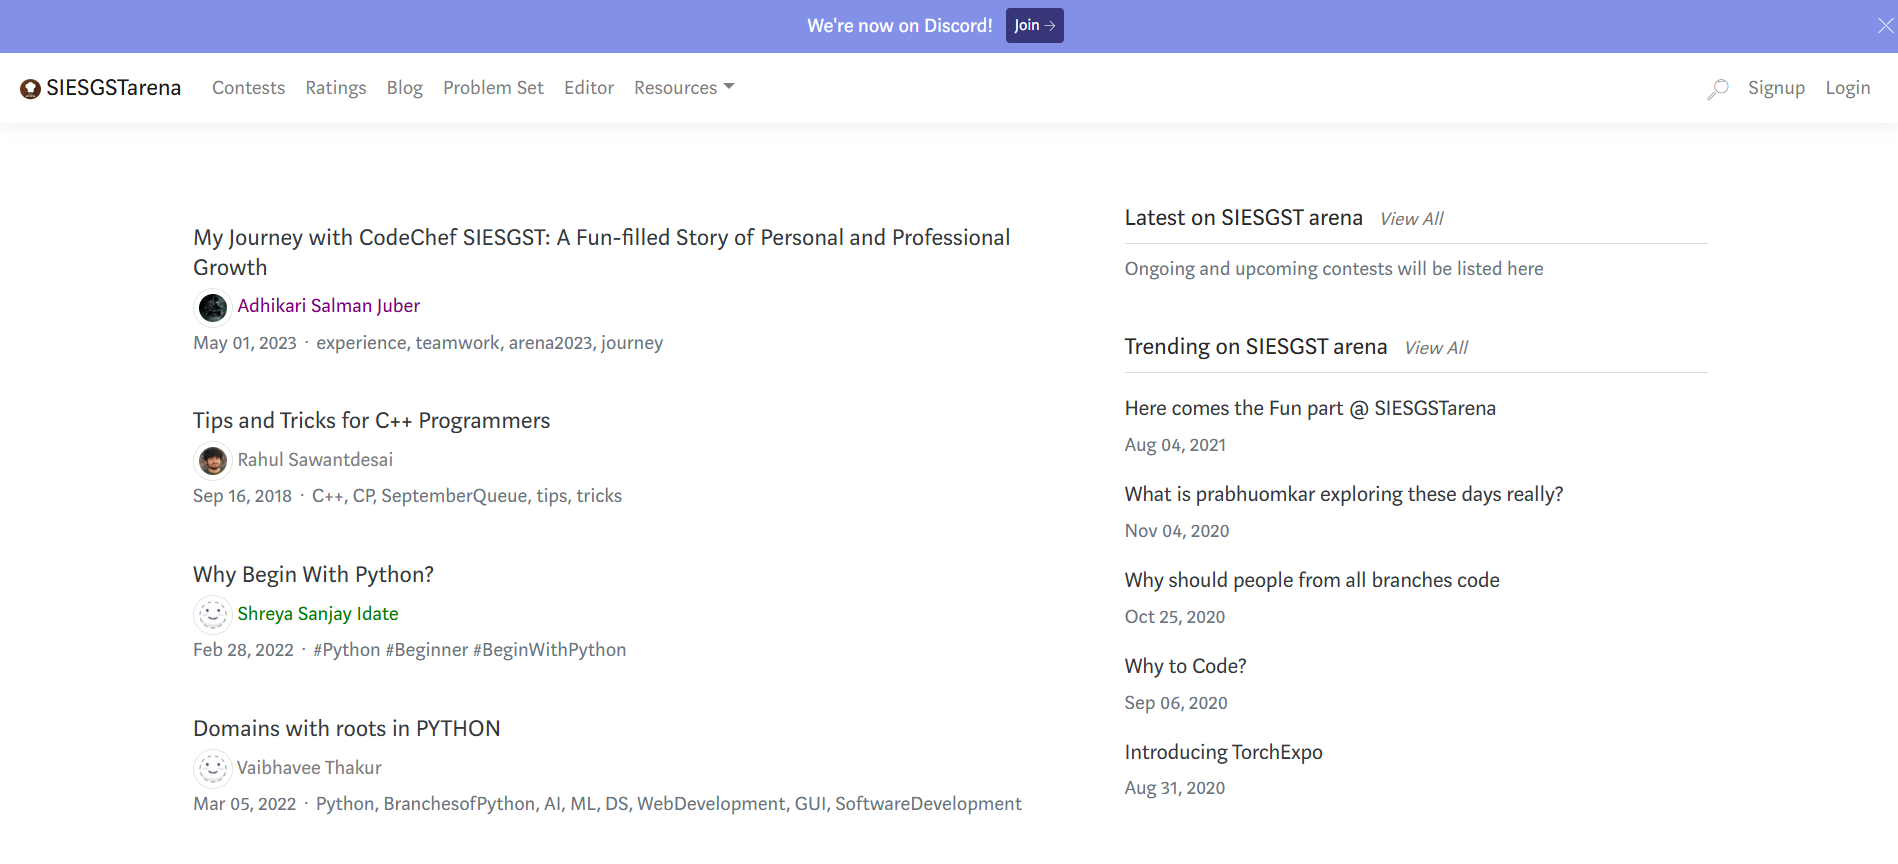 We're now on Discord! Join →
SIESGSTarena Contests Ratings Blog Problem Set Editor Resources Signup Login
My Journey with CodeChef SIESGST: A Fun-filled Story of Personal and Professional
Growth
Adhikari Salman Juber
May 01, 2023 · experience, teamwork, arena2023, journey
Tips and Tricks for C++ Programmers
Rahul Sawantdesai
Sep 16, 2018 · C++, CP, SeptemberQueue, tips, tricks
Why Begin With Python?
Shreya Sanjay Idate
Feb 28, 2022 · #Python #Beginner #BeginWithPython
Domains with roots in PYTHON
Vaibhavee Thakur
Mar 05, 2022 · Python, BranchesofPython, AI, ML, DS, WebDevelopment, GUI, SoftwareDevelopment
Latest on SIESGST arena View All
Ongoing and upcoming contests will be listed here
Trending on SIESGST arena View All
Here comes the Fun part @ SIESGSTarena
Aug 04, 2021
What is prabhuomkar exploring these days really?
Nov 04, 2020
Why should people from all branches code
Oct 25, 2020
Why to Code?
Sep 06, 2020
Introducing TorchExpo
Aug 31, 2020